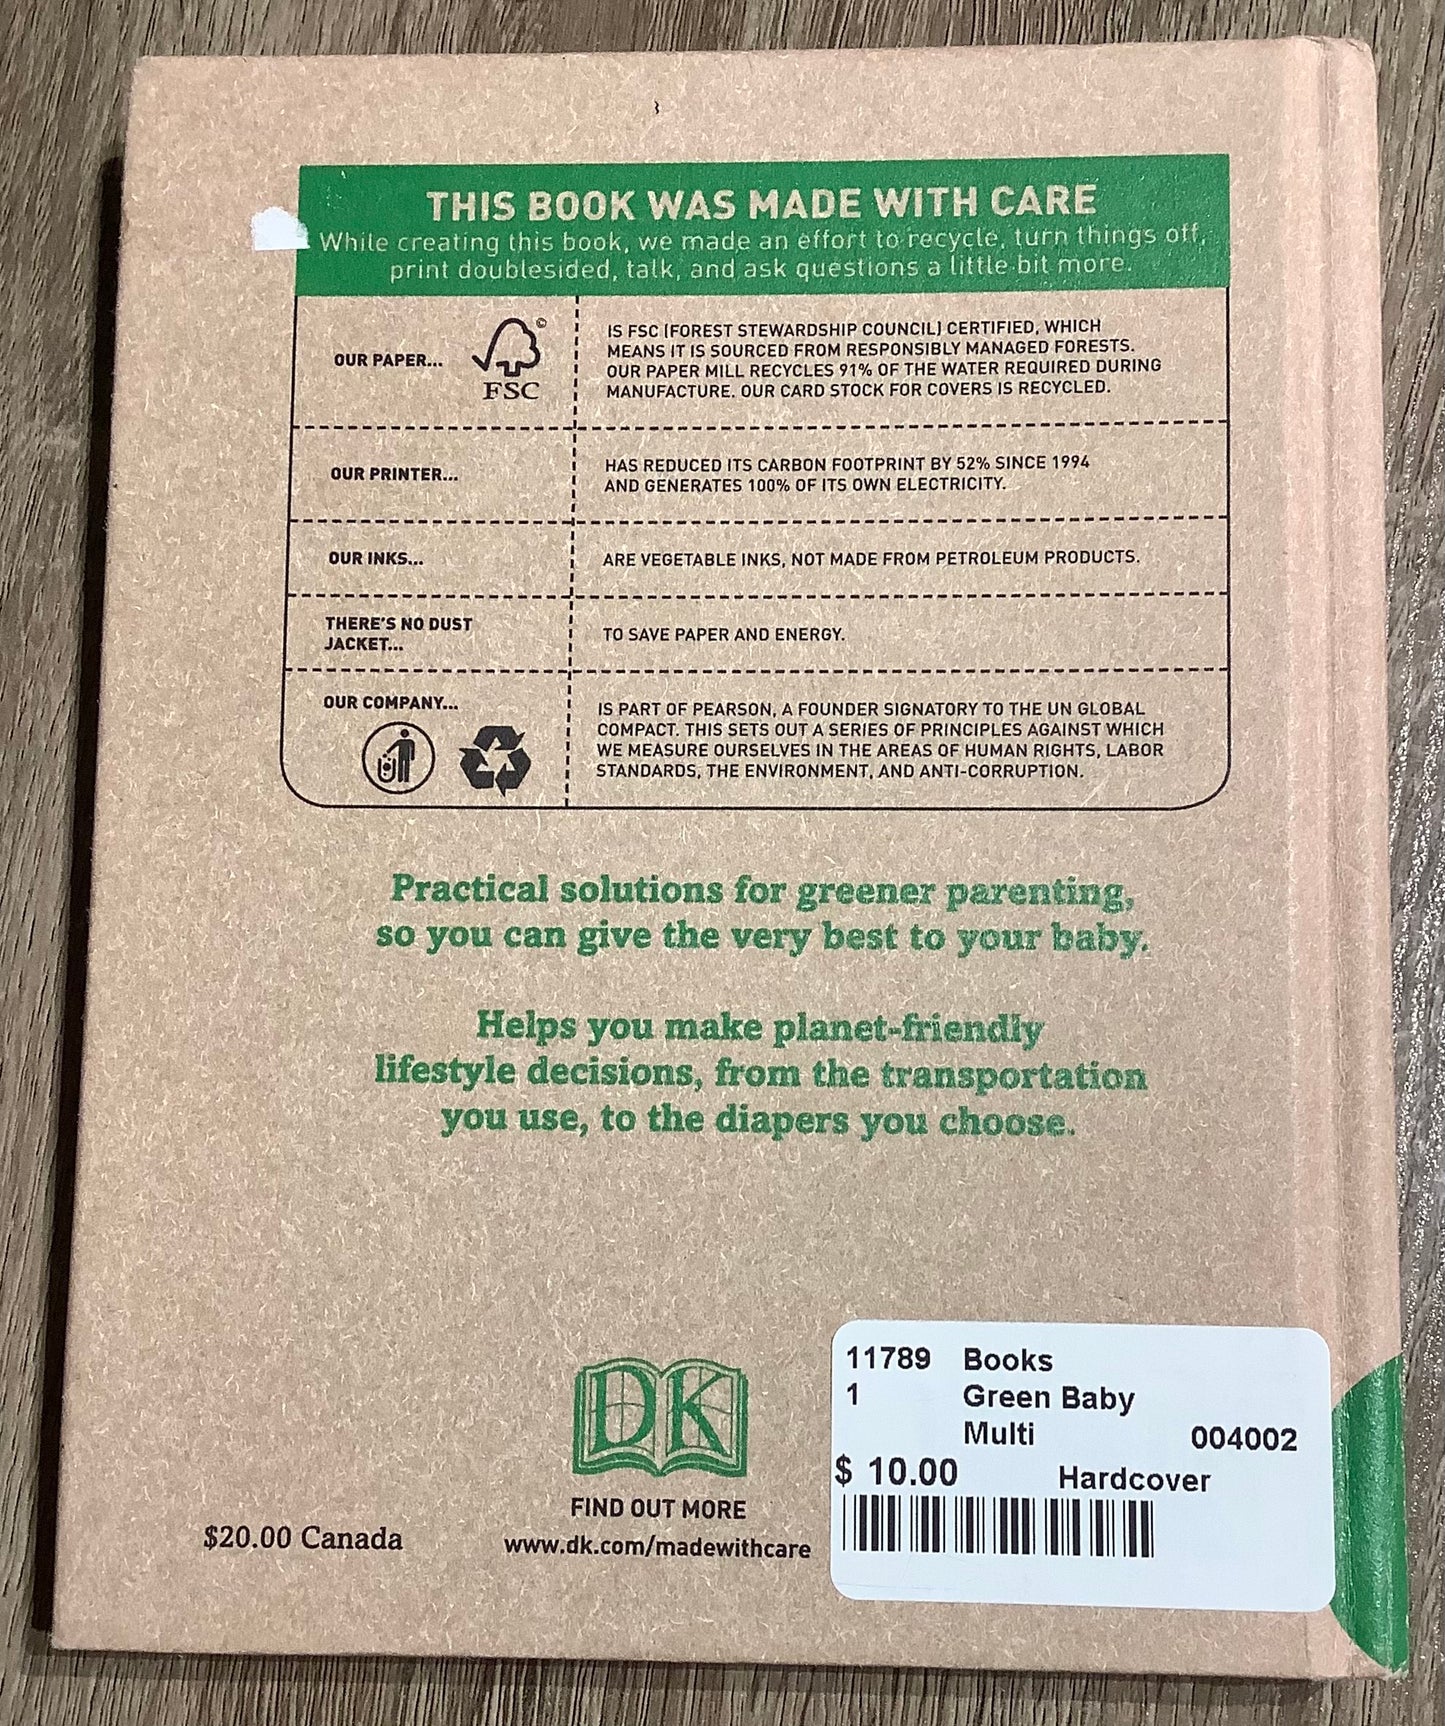 THIS BOOK WAS MADE WITH CARE
While creating this book, we made an effort to recycle, turn things off,
print doublesided, talk, and ask questions a little bit more.
OUR PAPER...
©
FSC
IS FSC (FOREST STEWARDSHIP COUNCIL) CERTIFIED, WHICH
MEANS IT IS SOURCED FROM RESPONSIBLY MANAGED FORESTS.
OUR PAPER MILL RECYCLES 91% OF THE WATER REQUIRED DURING
MANUFACTURE. OUR CARD STOCK FOR COVERS IS RECYCLED.
OUR PRINTER...
HAS REDUCED ITS CARBON FOOTPRINT BY 52% SINCE 1994
AND GENERATES 100% OF ITS OWN ELECTRICITY.
OUR INKS...
ARE VEGETABLE INKS, NOT MADE FROM PETROLEUM PRODUCTS.
THERE'S NO DUST
JACKET...
TO SAVE PAPER AND ENERGY.
OUR COMPANY...
IS PART OF PEARSON, A FOUNDER SIGNATORY TO THE UN GLOBAL
COMPACT. THIS SETS OUT A SERIES OF PRINCIPLES AGAINST WHICH
WE MEASURE OURSELVES IN THE AREAS OF HUMAN RIGHTS, LABOR
STANDARDS, THE ENVIRONMENT, AND ANTI-CORRUPTION.
Practical solutions for greener parenting,
so you can give the very best to your baby.
Helps you make planet-friendly
lifestyle decisions, from the transportation
you use, to the diapers you choose.
DK
FIND OUT MORE
www.dk.com/madewithcare
$20.00 Canada
11789 Books
1 Green Baby
Multi 004002
$ 10.00 Hardcover